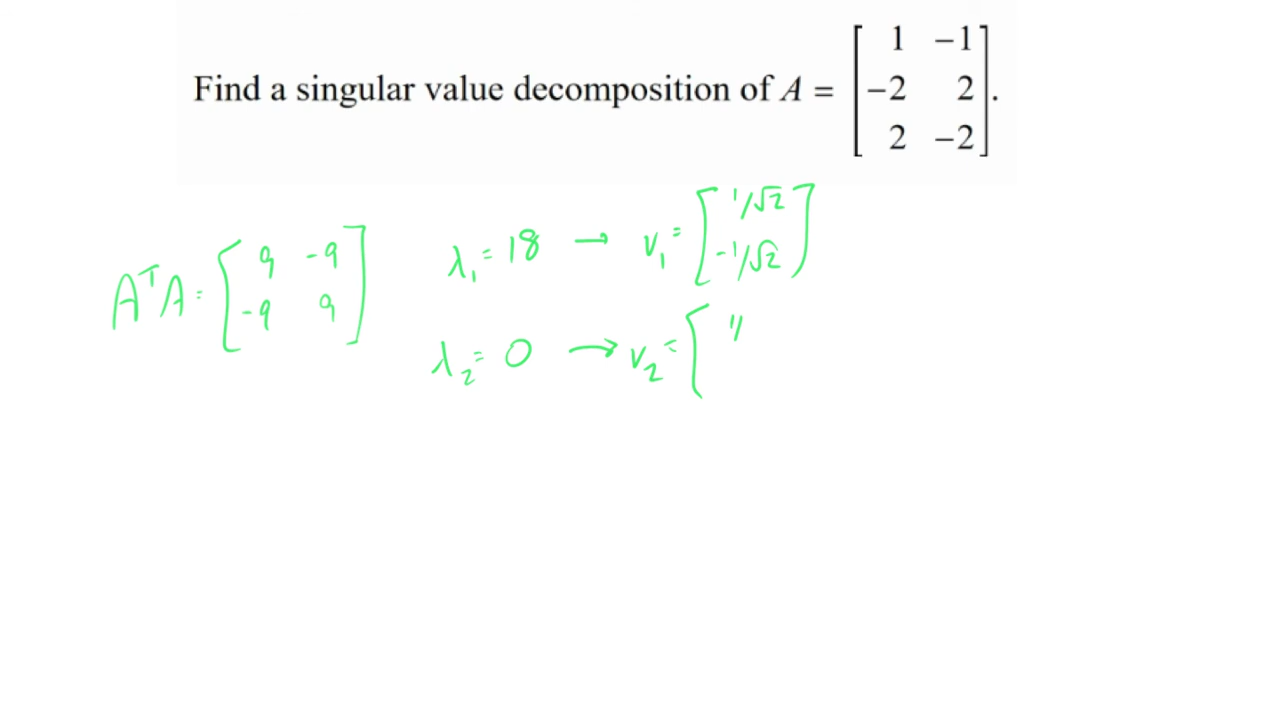 Find a singular value decomposition of A = [ 1 −1
−2 2
2 −2 ].
AᵀA = [ 9 -9
-9 9 ]
λ₁ = 18 → v₁ = [ 1/√2
-1/√2 ]
λ₂ = 0 → v₂ = [ 1/